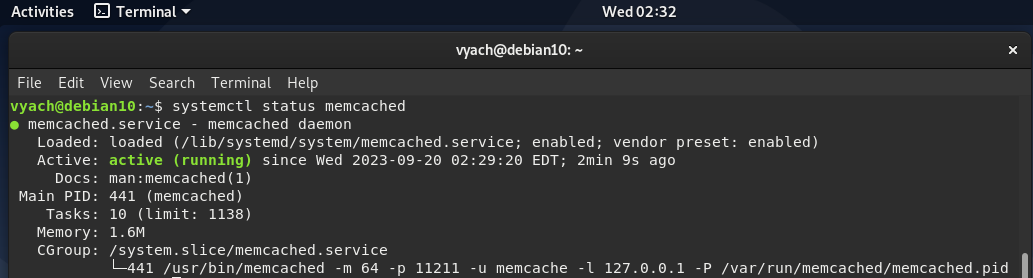 Activities Terminal Wed 02:32
vyach@debian10: ~
File Edit View Search Terminal Help
vyach@debian10:~$ systemctl status memcached
● memcached.service - memcached daemon
Loaded: loaded (/lib/systemd/system/memcached.service; enabled; vendor preset: enabled)
Active: active (running) since Wed 2023-09-20 02:29:20 EDT; 2min 9s ago
Docs: man:memcached(1)
Main PID: 441 (memcached)
Tasks: 10 (limit: 1138)
Memory: 1.6M
CGroup: /system.slice/memcached.service
└─441 /usr/bin/memcached -m 64 -p 11211 -u memcache -l 127.0.0.1 -P /var/run/memcached/memcached.pid